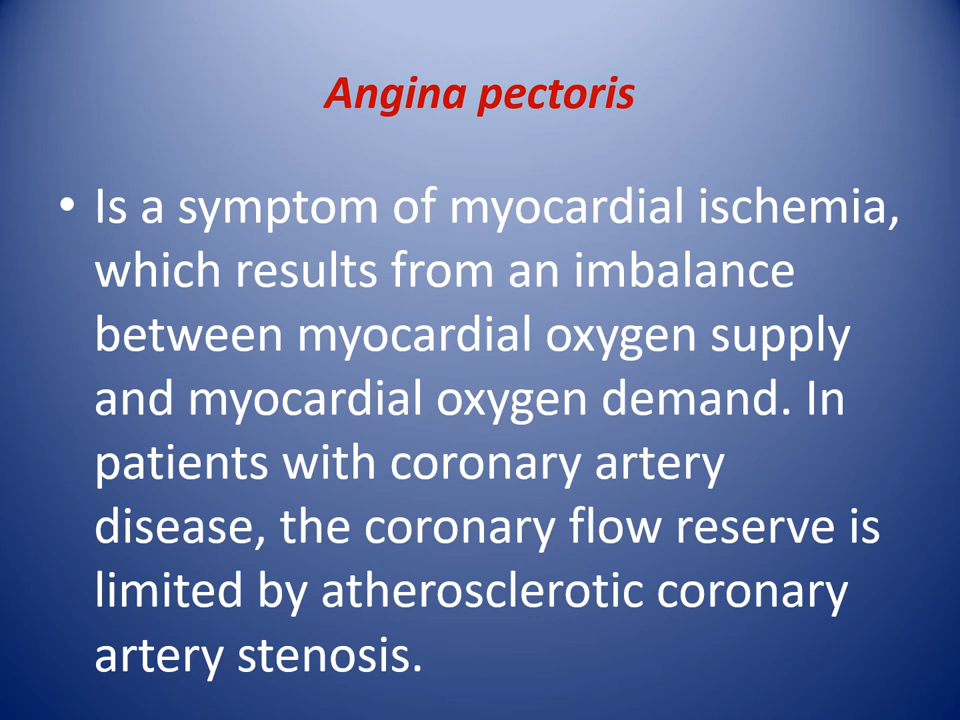 Angina pectoris
• Is a symptom of myocardial ischemia,
which results from an imbalance
between myocardial oxygen supply
and myocardial oxygen demand. In
patients with coronary artery
disease, the coronary flow reserve is
limited by atherosclerotic coronary
artery stenosis.